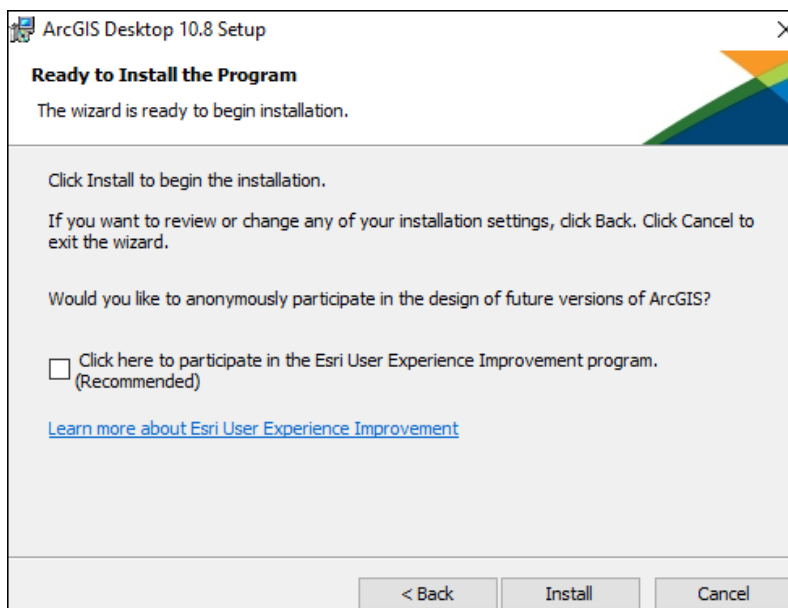 ArcGIS Desktop 10.8 Setup
Ready to Install the Program
The wizard is ready to begin installation.
Click Install to begin the installation.
If you want to review or change any of your installation settings, click Back. Click Cancel to
exit the wizard.
Would you like to anonymously participate in the design of future versions of ArcGIS?
Click here to participate in the Esri User Experience Improvement program.
(Recommended)
Learn more about Esri User Experience Improvement
< Back
Install
Cancel